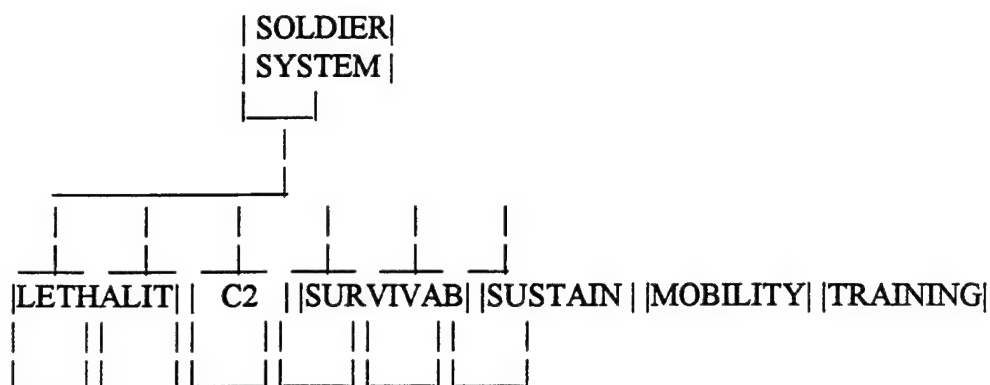 SOLDIER
SYSTEM
LETHALIT C2 SURVIVAB SUSTAIN MOBILITY TRAINING